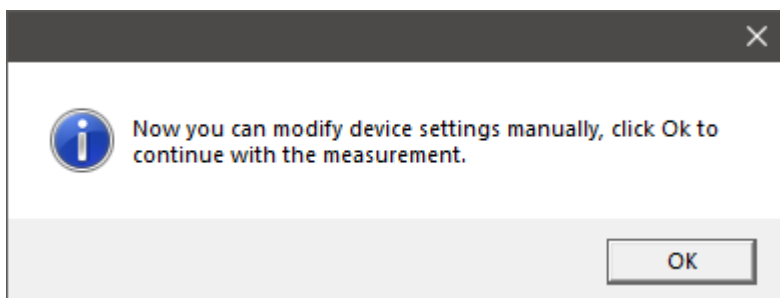 Now you can modify device settings manually, click Ok to
continue with the measurement.
OK